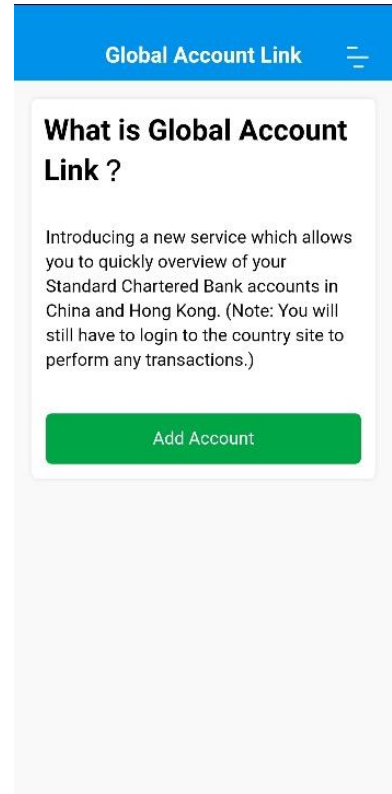 Global Account Link
What is Global Account
Link？
Introducing a new service which allows
you to quickly overview of your
Standard Chartered Bank accounts in
China and Hong Kong. (Note: You will
still have to login to the country site to
perform any transactions.)
Add Account